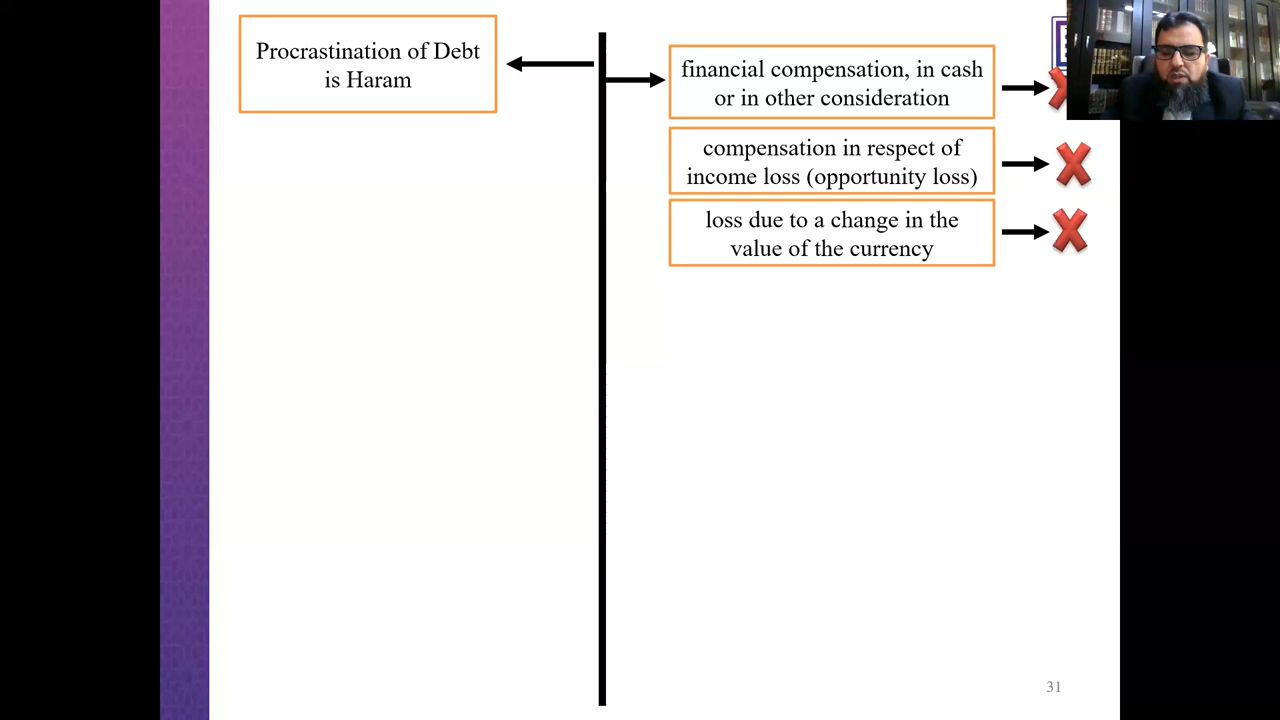 Procrastination of Debt
is Haram
financial compensation, in cash
or in other consideration
compensation in respect of
income loss (opportunity loss)
loss due to a change in the
value of the currency
31